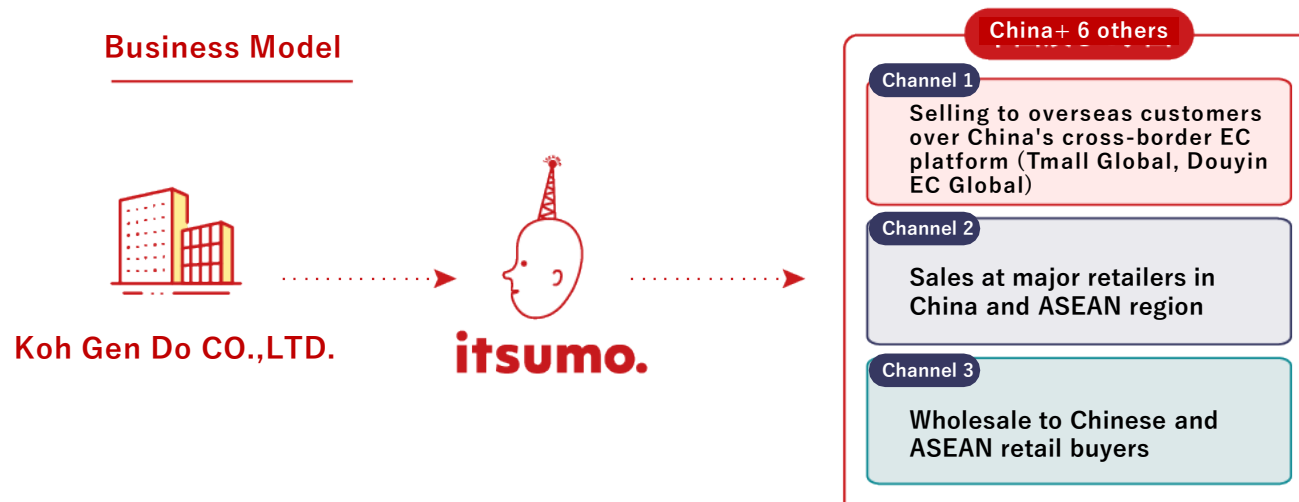 Business Model
Koh Gen Do CO.,LTD.
itsumo.
China+ 6 others
Channel 1
Selling to overseas customers
over China's cross-border EC
platform (Tmall Global, Douyin
EC Global)
Channel 2
Sales at major retailers in
China and ASEAN region
Channel 3
Wholesale to Chinese and
ASEAN retail buyers